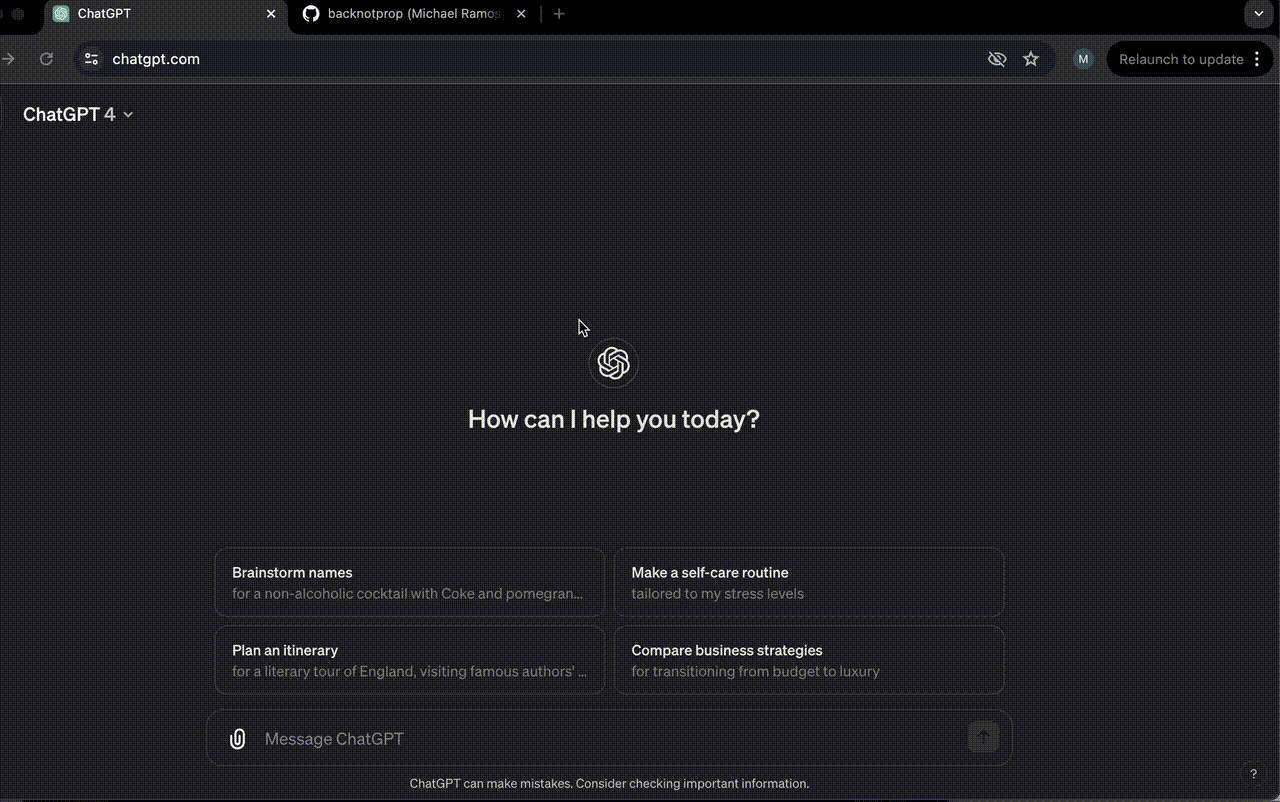 ChatGPT
backnotprop (Michael Ramos
chatgpt.com
M
Relaunch to update
ChatGPT 4
How can I help you today?
Brainstorm names
for a non-alcoholic cocktail with Coke and pomegran...
Make a self-care routine
tailored to my stress levels
Plan an itinerary
for a literary tour of England, visiting famous authors' ...
Compare business strategies
for transitioning from budget to luxury
Message ChatGPT
ChatGPT can make mistakes. Consider checking important information.
?